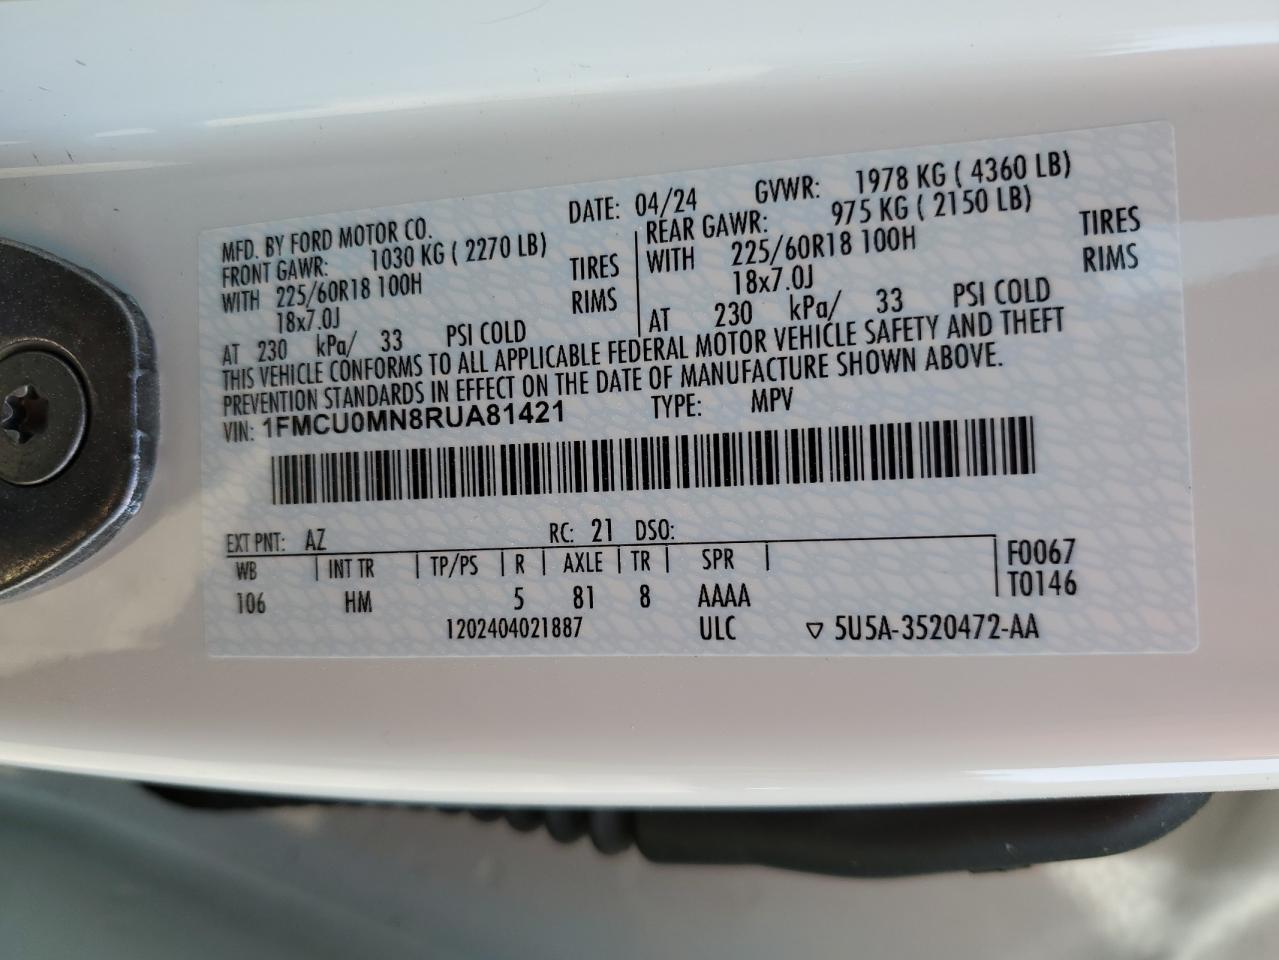 MFD. BY FORD MOTOR CO. DATE: 04/24 GVWR: 1978 KG ( 4360 LB)
FRONT GAWR: 1030 KG ( 2270 LB) REAR GAWR: 975 KG ( 2150 LB)
WITH 225/60R18 100H TIRES WITH 225/60R18 100H TIRES
18x7.0J RIMS 18x7.0J RIMS
AT 230 kPa/ 33 PSI COLD AT 230 kPa/ 33 PSI COLD
THIS VEHICLE CONFORMS TO ALL APPLICABLE FEDERAL MOTOR VEHICLE SAFETY AND THEFT
PREVENTION STANDARDS IN EFFECT ON THE DATE OF MANUFACTURE SHOWN ABOVE.
VIN: 1FMCU0MN8RUA81421 TYPE: MPV
EXT PNT: AZ RC: 21 DSO:
WB INT TR TP/PS R AXLE TR SPR F0067
106 HM 5 81 8 AAAA T0146
1202404021887 ULC ▽ 5U5A-3520472-AA